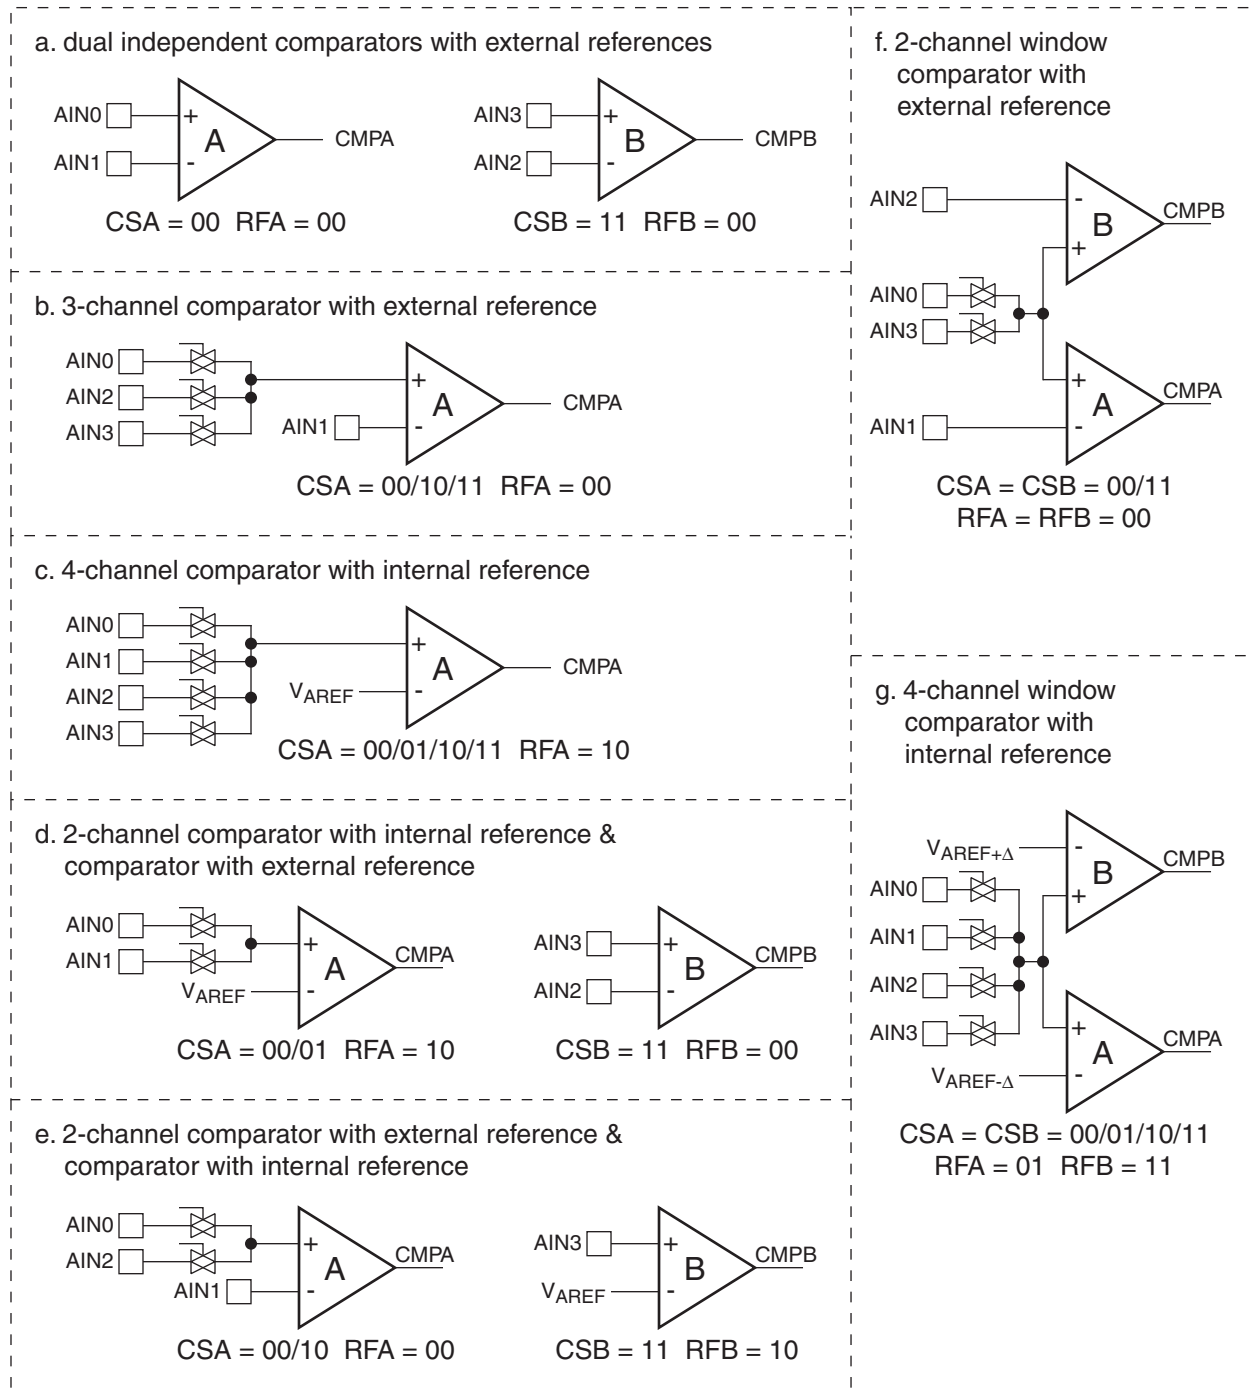 a. dual independent comparators with external references
AIN0
+
A
CMPA
AIN1
-
CSA = 00 RFA = 00
AIN3
+
B
CMPB
AIN2
-
CSB = 11 RFB = 00
b. 3-channel comparator with external reference
AIN0
AIN2
AIN3
+
A
CMPA
AIN1
-
CSA = 00/10/11 RFA = 00
c. 4-channel comparator with internal reference
AIN0
AIN1
AIN2
AIN3
+
A
CMPA
VAREF
-
CSA = 00/01/10/11 RFA = 10
d. 2-channel comparator with internal reference &
comparator with external reference
AIN0
AIN1
+
A
CMPA
VAREF
-
CSA = 00/01 RFA = 10
AIN3
+
B
CMPB
AIN2
-
CSB = 11 RFB = 00
e. 2-channel comparator with external reference &
comparator with internal reference
AIN0
AIN2
+
A
CMPA
AIN1
-
CSA = 00/10 RFA = 00
AIN3
+
B
CMPB
VAREF
-
CSB = 11 RFB = 10
f. 2-channel window
comparator with
external reference
AIN2
-
B
CMPB
+
AIN0
AIN3
+
A
CMPA
AIN1
-
CSA = CSB = 00/11
RFA = RFB = 00
g. 4-channel window
comparator with
internal reference
VAREF+Δ
-
B
CMPB
AIN0
+
AIN1
AIN2
AIN3
+
A
CMPA
VAREF-Δ
-
CSA = CSB = 00/01/10/11
RFA = 01 RFB = 11